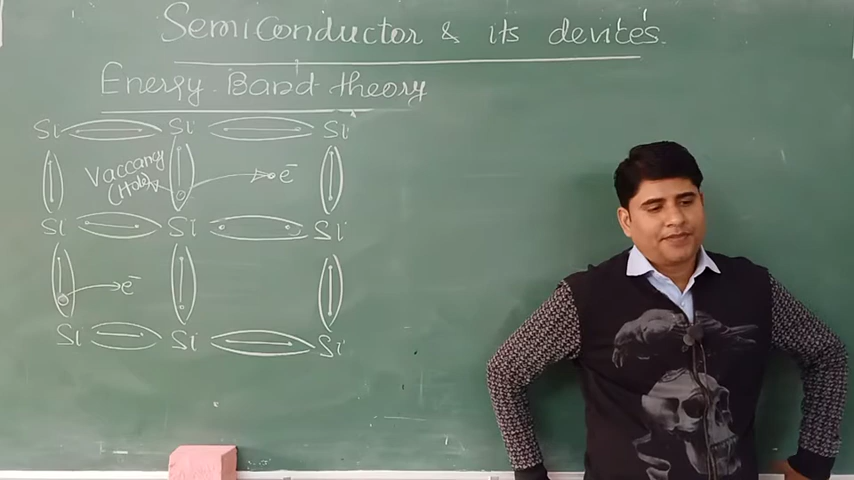 Semiconductor & its devices
Energy Band theory
Si Si Si
Vaccancy
(Hole)
e⁻
Si Si Si
e⁻
Si Si Si